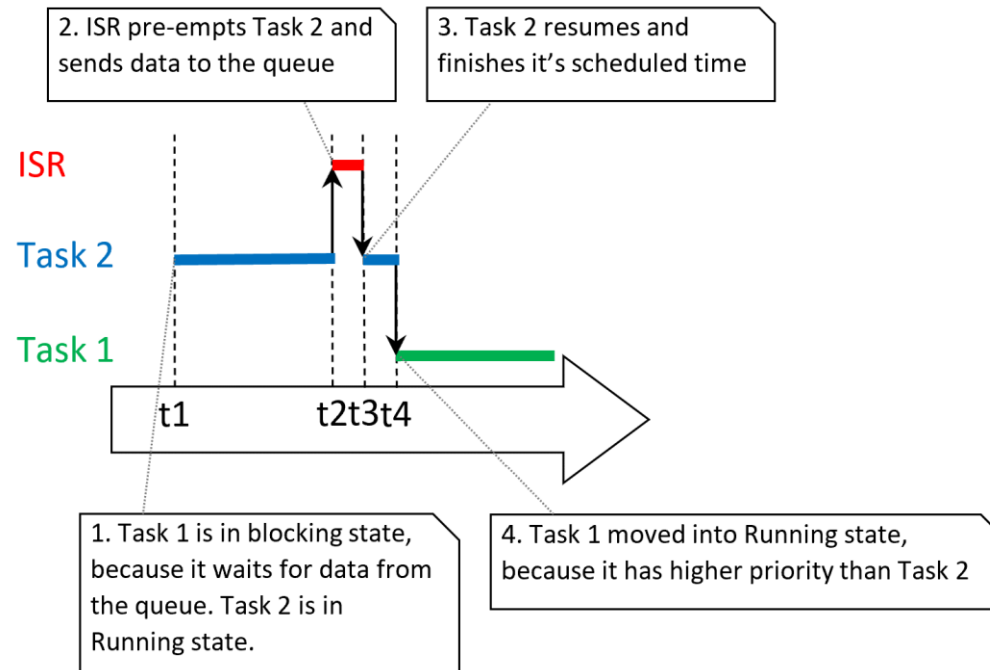 2. ISR pre-empts Task 2 and
sends data to the queue
3. Task 2 resumes and
finishes it’s scheduled time
ISR
Task 2
Task 1
t1
t2
t3
t4
1. Task 1 is in blocking state,
because it waits for data from
the queue. Task 2 is in
Running state.
4. Task 1 moved into Running state,
because it has higher priority than Task 2